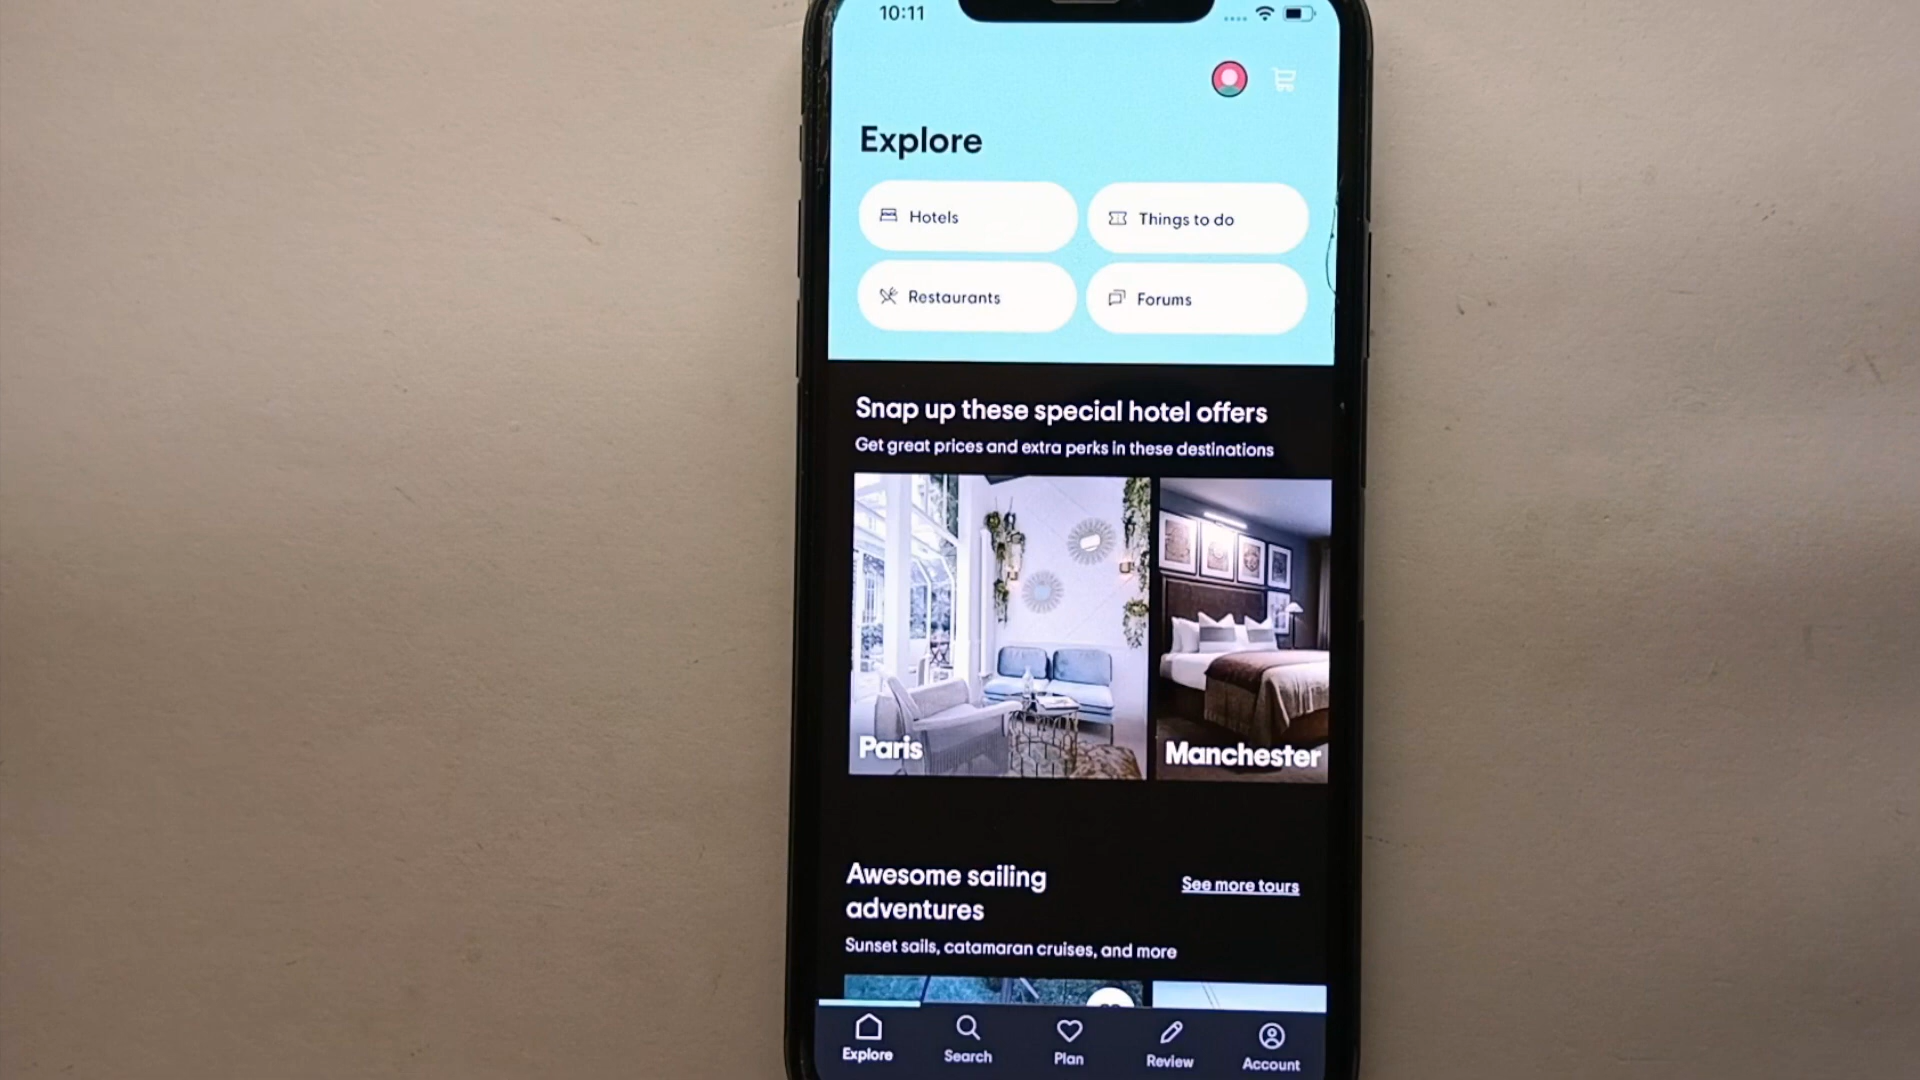 10:11
Explore
Hotels
Things to do
Restaurants
Forums
Snap up these special hotel offers
Get great prices and extra perks in these destinations
Paris
Manchester
Awesome sailing
adventures
See more tours
Sunset sails, catamaran cruises, and more
Explore
Search
Plan
Review
Account